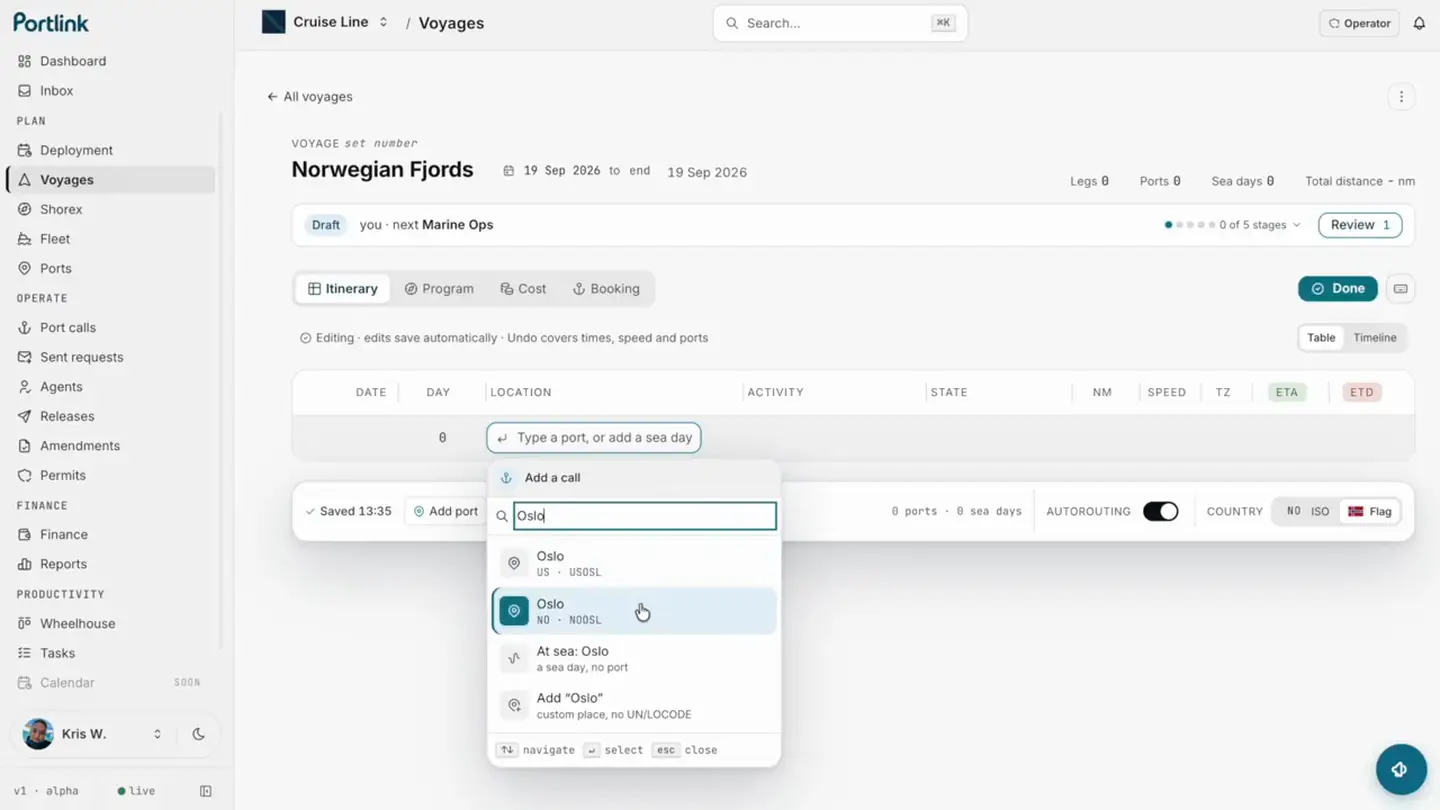 Portlink
Cruise Line / Voyages
Search... ⌘K
Operator
Dashboard
Inbox
PLAN
Deployment
Voyages
Shorex
Fleet
Ports
OPERATE
Port calls
Sent requests
Agents
Releases
Amendments
Permits
FINANCE
Finance
Reports
PRODUCTIVITY
Wheelhouse
Tasks
Calendar SOON
Kris W.
v1 · alpha live
← All voyages
VOYAGE set number
Norwegian Fjords 19 Sep 2026 to end 19 Sep 2026
Legs 0 Ports 0 Sea days 0 Total distance - nm
Draft you · next Marine Ops 0 of 5 stages Review 1
Itinerary Program Cost Booking Done
Editing · edits save automatically · Undo covers times, speed and ports
Table Timeline
DATE DAY LOCATION ACTIVITY STATE NM SPEED TZ ETA ETD
0 Type a port, or add a sea day
Add a call
Saved 13:35 Add port 0 ports · 0 sea days AUTOROUTING COUNTRY NO ISO Flag
Oslo
Oslo
US · USOSL
Oslo
NO · NOOSL
At sea: Oslo
a sea day, no port
Add “Oslo”
custom place, no UN/LOCODE
↑↓ navigate ↵ select esc close